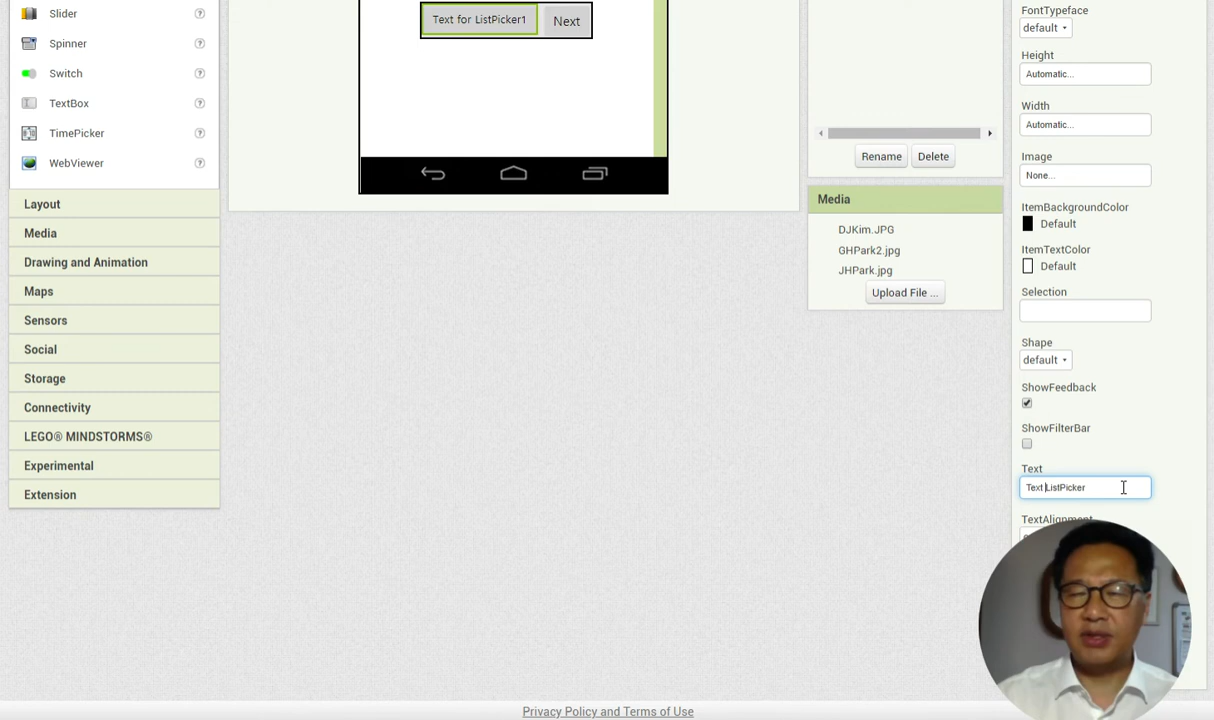 Slider
Spinner
Switch
TextBox
TimePicker
WebViewer
Layout
Media
Drawing and Animation
Maps
Sensors
Social
Storage
Connectivity
LEGO® MINDSTORMS®
Experimental
Extension
Text for ListPicker1
Next
Rename
Delete
Media
DJKim.JPG
GHPark2.jpg
JHPark.jpg
Upload File ...
FontTypeface
default
Height
Automatic...
Width
Automatic...
Image
None...
ItemBackgroundColor
Default
ItemTextColor
Default
Selection
Shape
default
ShowFeedback
ShowFilterBar
Text
Text ListPicker
TextAlignment
Privacy Policy and Terms of Use